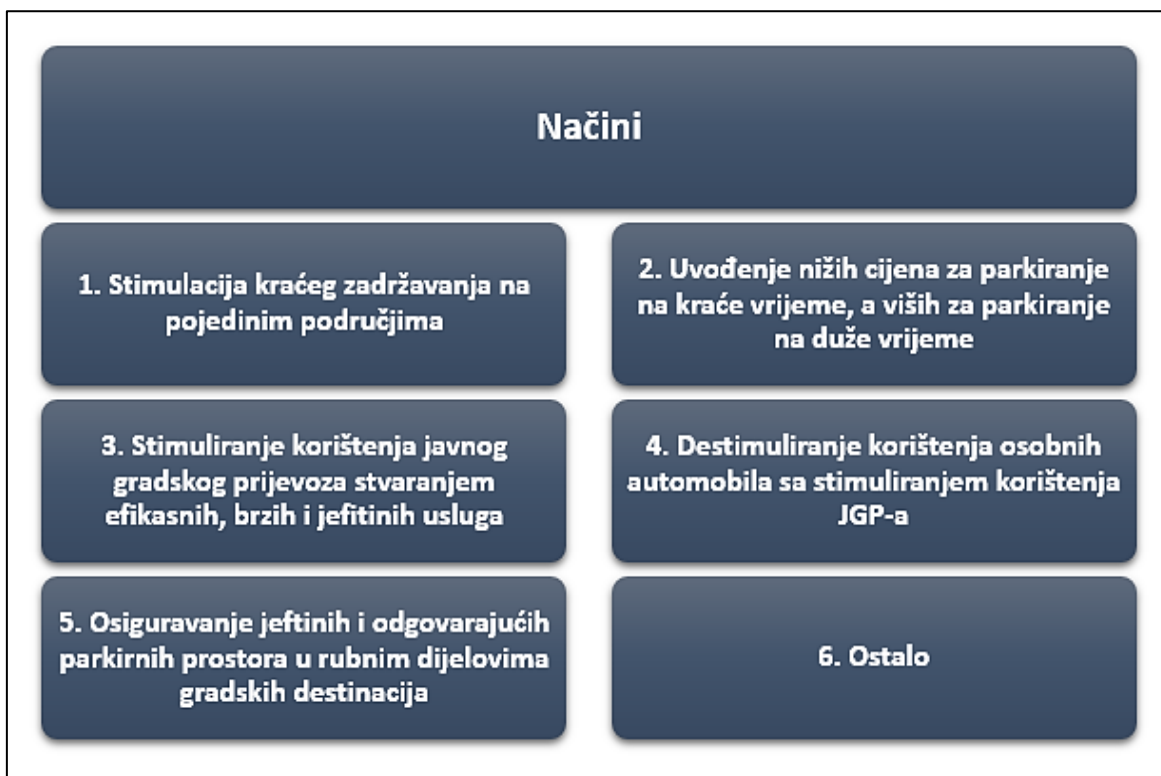 Načini
1. Stimulacija kraćeg zadržavanja na
pojedinim područjima
2. Uvođenje nižih cijena za parkiranje
na kraće vrijeme, a viših za parkiranje
na duže vrijeme
3. Stimuliranje korištenja javnog
gradskog prijevoza stvaranjem
efikasnih, brzih i jefitinih usluga
4. Destimuliranje korištenja osobnih
automobila sa stimuliranjem korištenja
JGP-a
5. Osiguravanje jeftinih i odgovarajućih
parkirnih prostora u rubnim dijelovima
gradskih destinacija
6. Ostalo